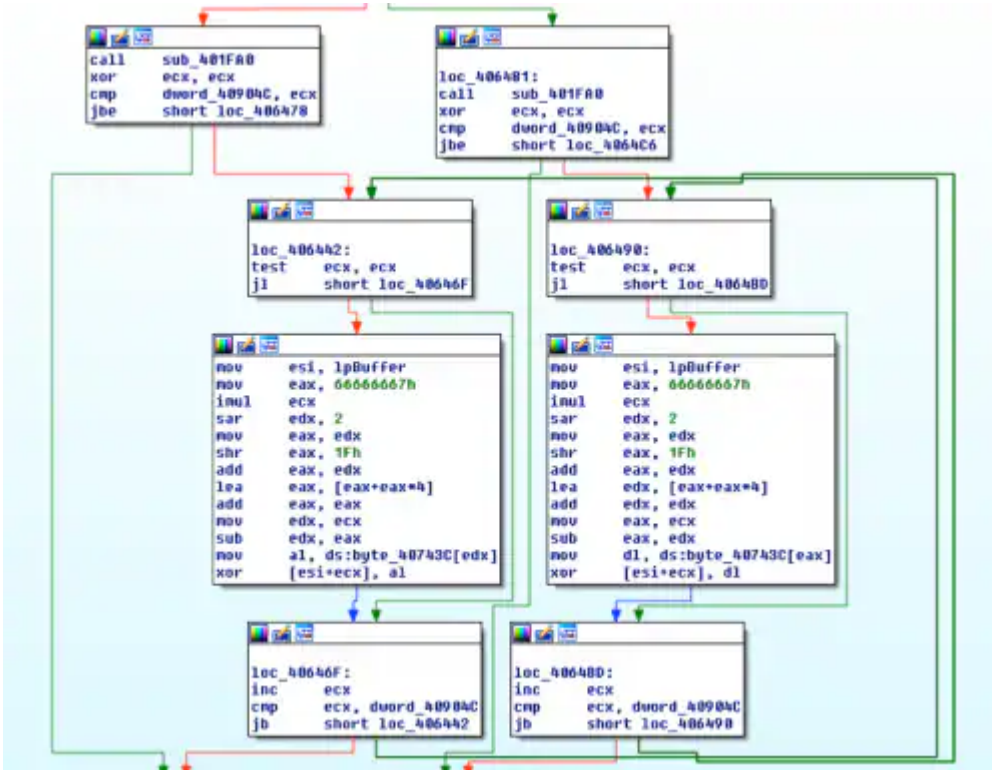 call sub_401FA0
xor ecx, ecx
cmp dword_40904C, ecx
jbe short loc_406478
loc_406481:
call sub_401FA0
xor ecx, ecx
cmp dword_40904C, ecx
jbe short loc_4064C6
loc_406442:
test ecx, ecx
jl short loc_40646F
loc_406490:
test ecx, ecx
jl short loc_4064BD
mov esi, lpBuffer
mov eax, 66666667h
imul ecx
sar edx, 2
mov eax, edx
shr eax, 1Fh
add eax, edx
lea eax, [eax+eax*4]
add eax, eax
mov edx, ecx
sub edx, eax
mov al, ds:byte_40743C[edx]
xor [esi+ecx], al
mov esi, lpBuffer
mov eax, 66666667h
imul ecx
sar edx, 2
mov eax, edx
shr eax, 1Fh
add eax, edx
lea edx, [eax+eax*4]
add edx, edx
mov eax, ecx
sub eax, edx
mov dl, ds:byte_40743C[eax]
xor [esi+ecx], dl
loc_40646F:
inc ecx
cmp ecx, dword_40904C
jb short loc_406442
loc_4064BD:
inc ecx
cmp ecx, dword_40904C
jb short loc_406490